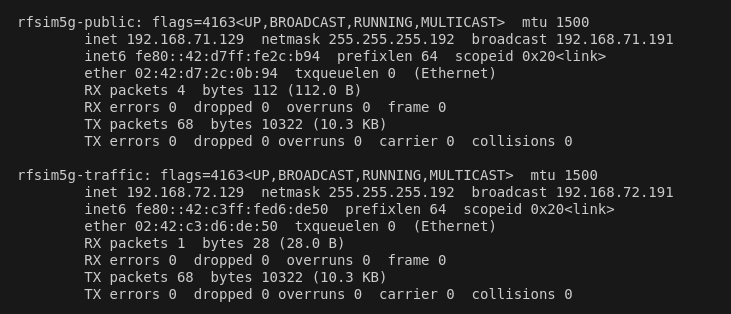 rfsim5g-public: flags=4163<UP,BROADCAST,RUNNING,MULTICAST>  mtu 1500
        inet 192.168.71.129  netmask 255.255.255.192  broadcast 192.168.71.191
        inet6 fe80::42:d7ff:fe2c:b94  prefixlen 64  scopeid 0x20<link>
        ether 02:42:d7:2c:0b:94  txqueuelen 0  (Ethernet)
        RX packets 4  bytes 112 (112.0 B)
        RX errors 0  dropped 0  overruns 0  frame 0
        TX packets 68  bytes 10322 (10.3 KB)
        TX errors 0  dropped 0 overruns 0  carrier 0  collisions 0

rfsim5g-traffic: flags=4163<UP,BROADCAST,RUNNING,MULTICAST>  mtu 1500
        inet 192.168.72.129  netmask 255.255.255.192  broadcast 192.168.72.191
        inet6 fe80::42:c3ff:fed6:de50  prefixlen 64  scopeid 0x20<link>
        ether 02:42:c3:d6:de:50  txqueuelen 0  (Ethernet)
        RX packets 1  bytes 28 (28.0 B)
        RX errors 0  dropped 0  overruns 0  frame 0
        TX packets 68  bytes 10322 (10.3 KB)
        TX errors 0  dropped 0 overruns 0  carrier 0  collisions 0